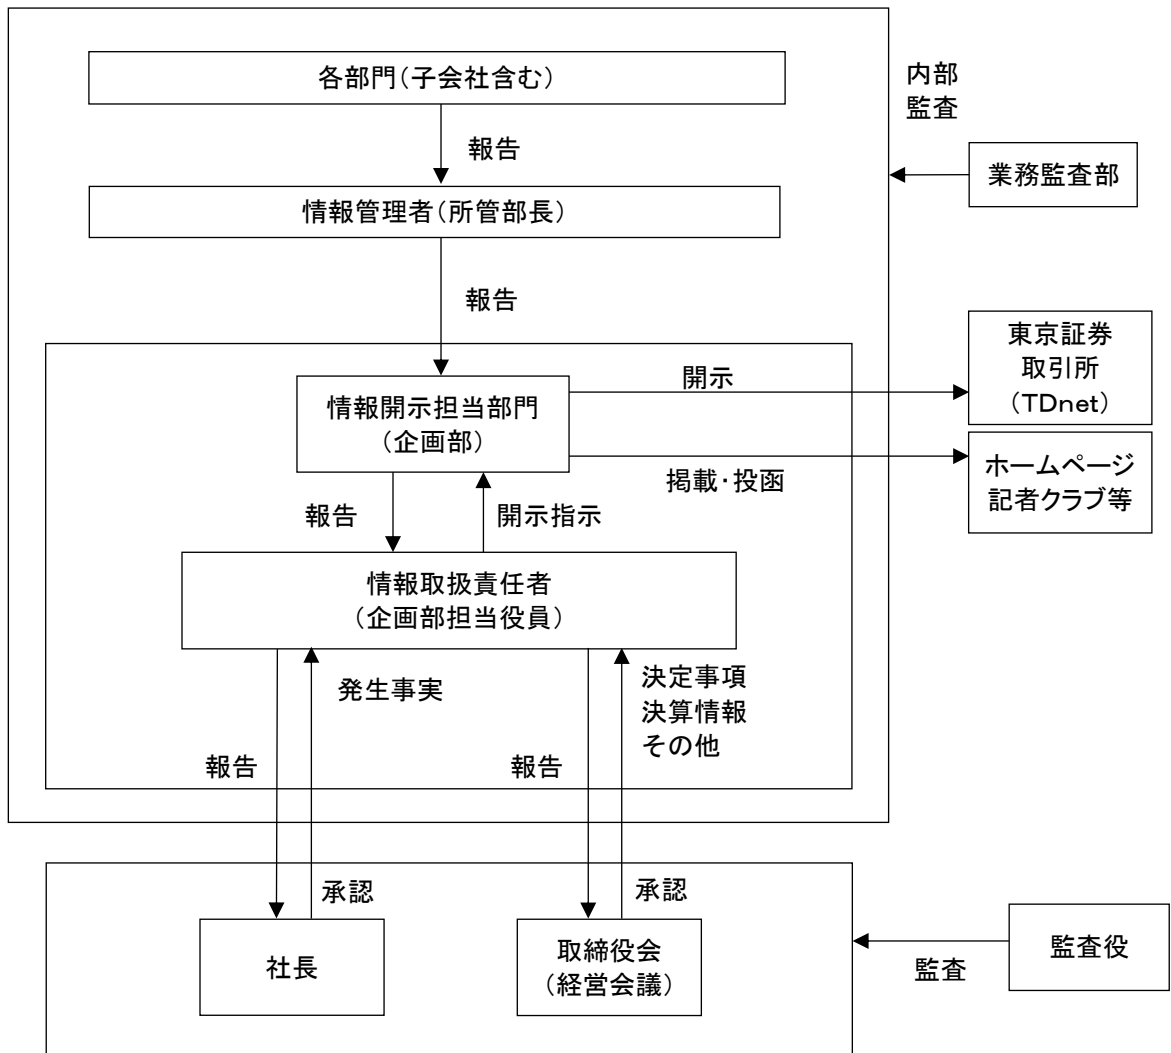 各部門（子会社含む）
内部
監査
報告
業務監査部
情報管理者（所管部長）
報告
東京証券
取引所
（TDnet）
開示
情報開示担当部門
（企画部）
掲載・投函
ホームページ
記者クラブ等
報告
開示指示
情報取扱責任者
（企画部担当役員）
発生事実
決定事項
決算情報
その他
報告
報告
承認
承認
社長
取締役会
（経営会議）
監査
監査役